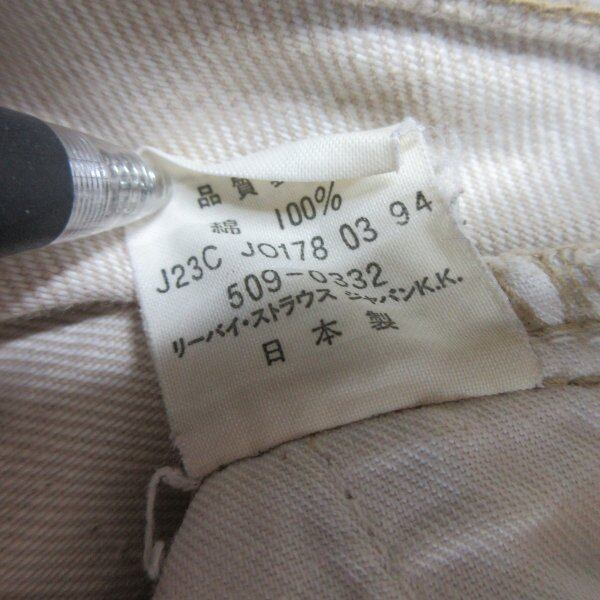 品質
綿 100%
J23C J0178 03 94
509-0332
リーバイ・ストラウス ジャパンK.K.
日本製